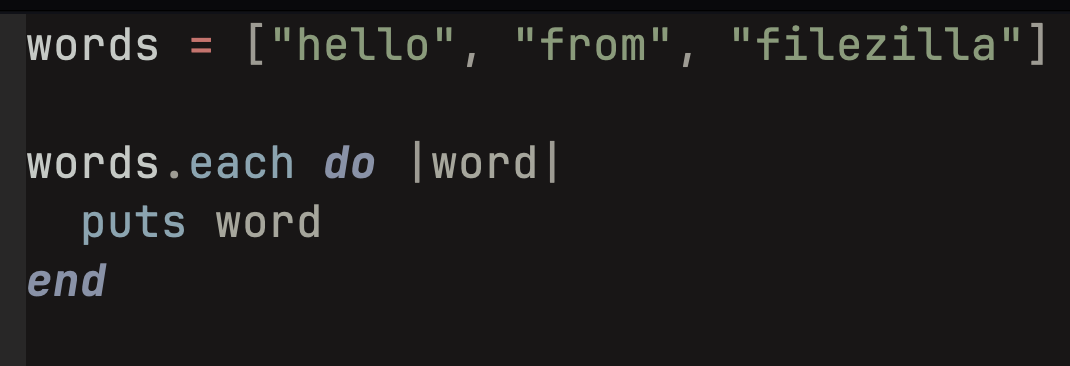 words = ["hello", "from", "filezilla"]
words.each do |word|
  puts word
end